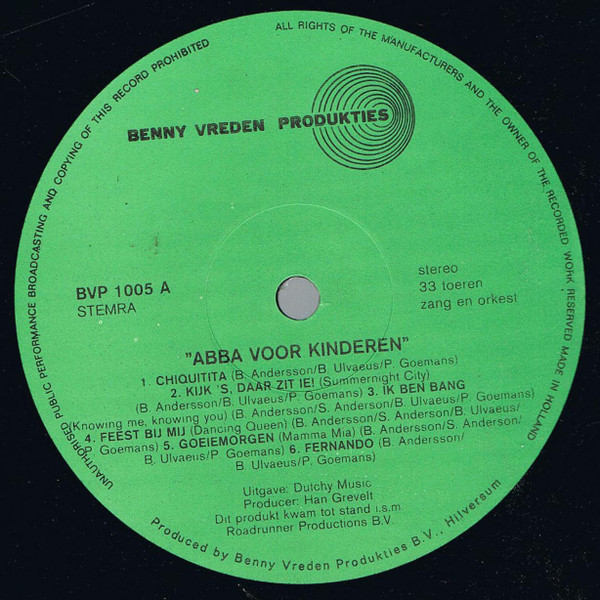 ALL RIGHTS OF THE MANUFACTURERS AND THE OWNER OF THE RECORDED WORK RESERVED MADE IN HOLLAND
UNAUTHORISED PUBLIC PERFORMANCE BROADCASTING AND COPYING OF THIS RECORD PROHIBITED
BENNY VREDEN PRODUKTIES
BVP 1005 A
STEMRA
stereo
33 toeren
zang en orkest
"ABBA VOOR KINDEREN"
1. CHIQUITITA (B. Andersson/B. Ulvaeus/P. Goemans)
2. KIJK 'S, DAAR ZIT IE! (Summernight City)
(B. Andersson/B. Ulvaeus/P. Goemans) 3. IK BEN BANG
(Knowing me, knowing you) (B. Andersson/S. Anderson/B. Ulvaeus/P. Goemans)
4. FEEST BIJ MIJ (Dancing Queen) (B. Andersson/S. Anderson/B. Ulvaeus/
P. Goemans) 5. GOEIEMORGEN (Mamma Mia) (B. Andersson/S. Anderson/
B. Ulvaeus/P. Goemans) 6. FERNANDO (B. Andersson/
B. Ulvaeus/P. Goemans)
Uitgave: Dutchy Music
Producer: Han Grevelt
Dit produkt kwam tot stand i.s.m.
Roadrunner Productions B.V.
Produced by Benny Vreden Produkties B.V., Hilversum